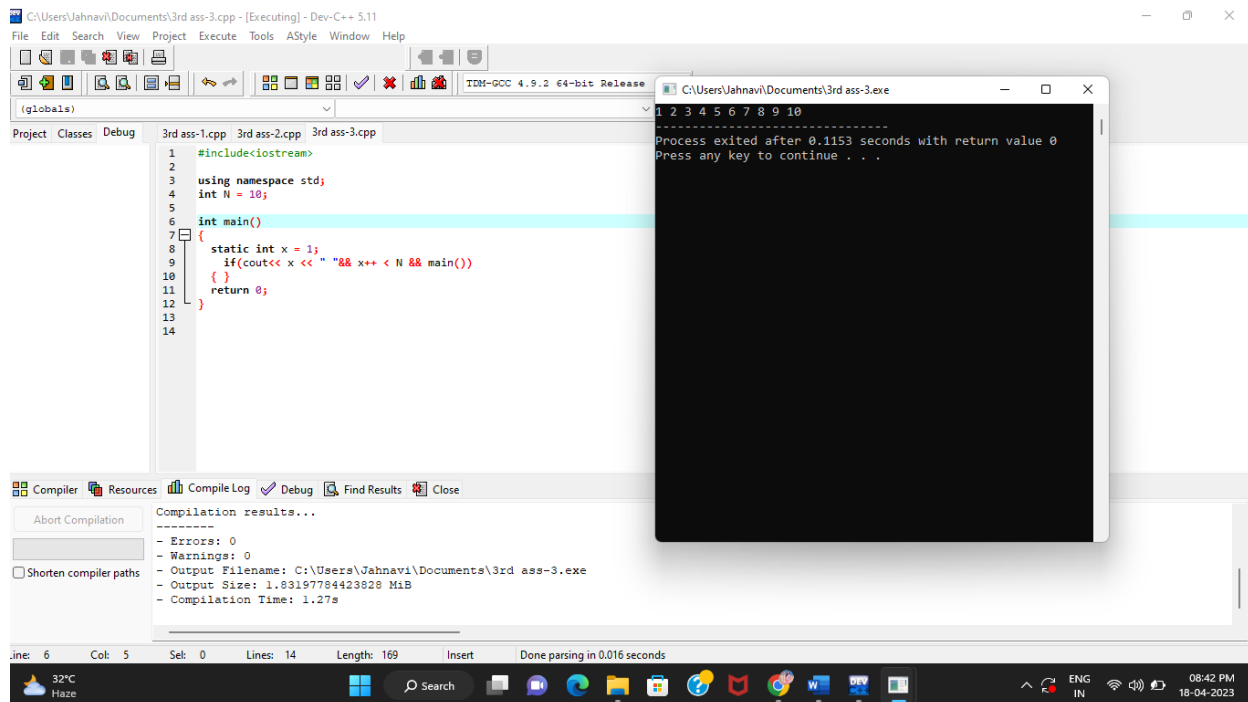 C:\Users\Jahnavi\Documents\3rd ass-3.cpp - [Executing] - Dev-C++ 5.11
File Edit Search View Project Execute Tools AStyle Window Help
TDM-GCC 4.9.2 64-bit Release
(globals)
Project Classes Debug
3rd ass-1.cpp 3rd ass-2.cpp 3rd ass-3.cpp
1 #include<iostream>
2
3 using namespace std;
4 int N = 10;
5
6 int main()
7 {
8 static int x = 1;
9 if(cout<< x << " "&& x++ < N && main())
10 { }
11 return 0;
12 }
13
14
C:\Users\Jahnavi\Documents\3rd ass-3.exe
1 2 3 4 5 6 7 8 9 10
--------------------------------
Process exited after 0.1153 seconds with return value 0
Press any key to continue . . .
Compiler Resources Compile Log Debug Find Results Close
Abort Compilation
Shorten compiler paths
Compilation results...
--------
- Errors: 0
- Warnings: 0
- Output Filename: C:\Users\Jahnavi\Documents\3rd ass-3.exe
- Output Size: 1.83197784423828 MiB
- Compilation Time: 1.27s
Line: 6 Col: 5 Sel: 0 Lines: 14 Length: 169 Insert Done parsing in 0.016 seconds
32°C
Haze
Search
DEV
ENG
IN
08:42 PM
18-04-2023